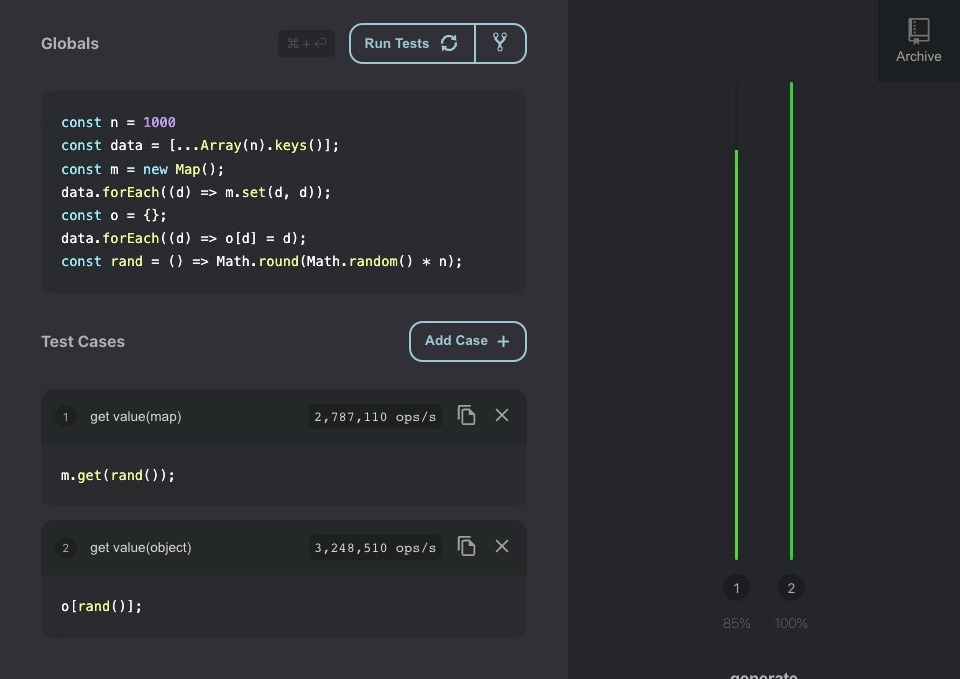 Globals
⌘ + ⏎
Run Tests
Archive
const n = 1000
const data = [...Array(n).keys()];
const m = new Map();
data.forEach((d) => m.set(d, d));
const o = {};
data.forEach((d) => o[d] = d);
const rand = () => Math.round(Math.random() * n);
Test Cases
Add Case +
1 get value(map) 2,787,110 ops/s
m.get(rand());
2 get value(object) 3,248,510 ops/s
o[rand()];
1 2
85% 100%
generate